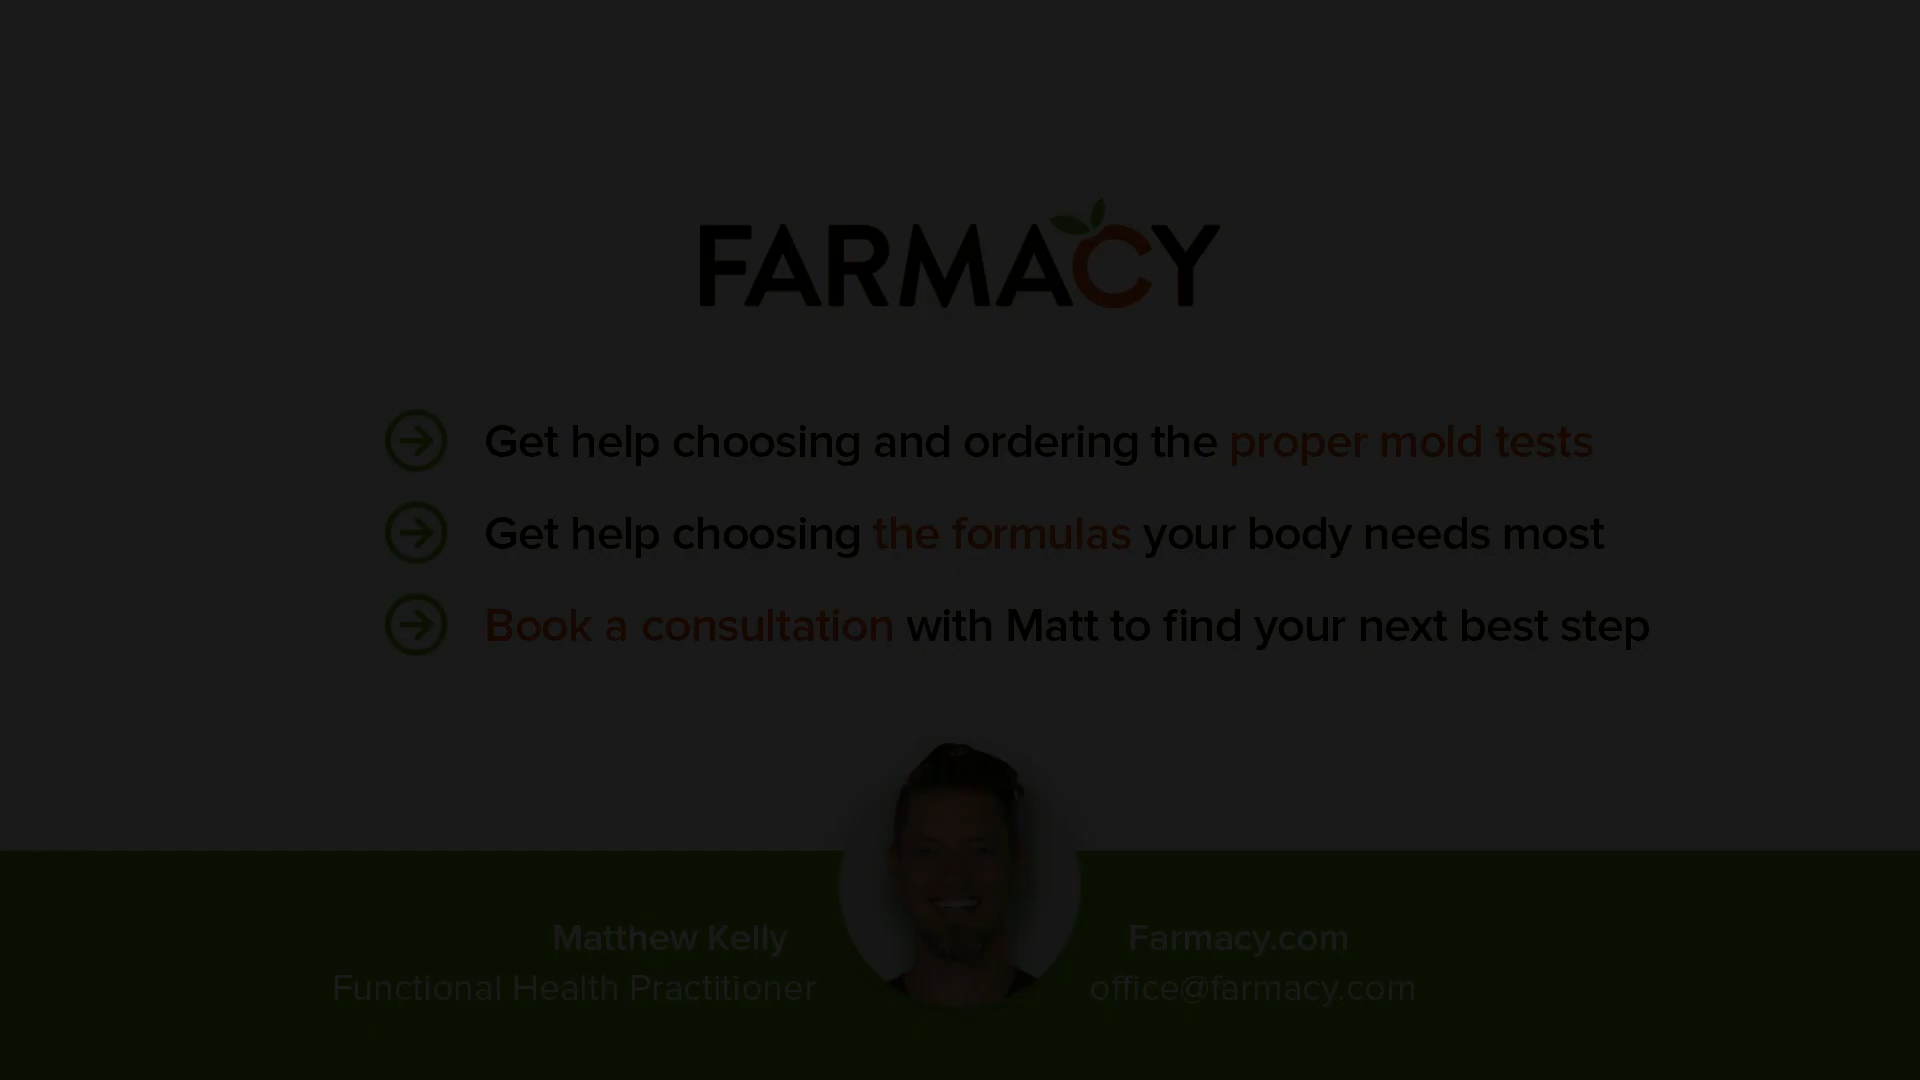 FARMACY
Get help choosing and ordering the proper mold tests
Get help choosing the formulas your body needs most
Book a consultation with Matt to find your next best step
Matthew Kelly
Functional Health Practitioner
Farmacy.com
office@farmacy.com